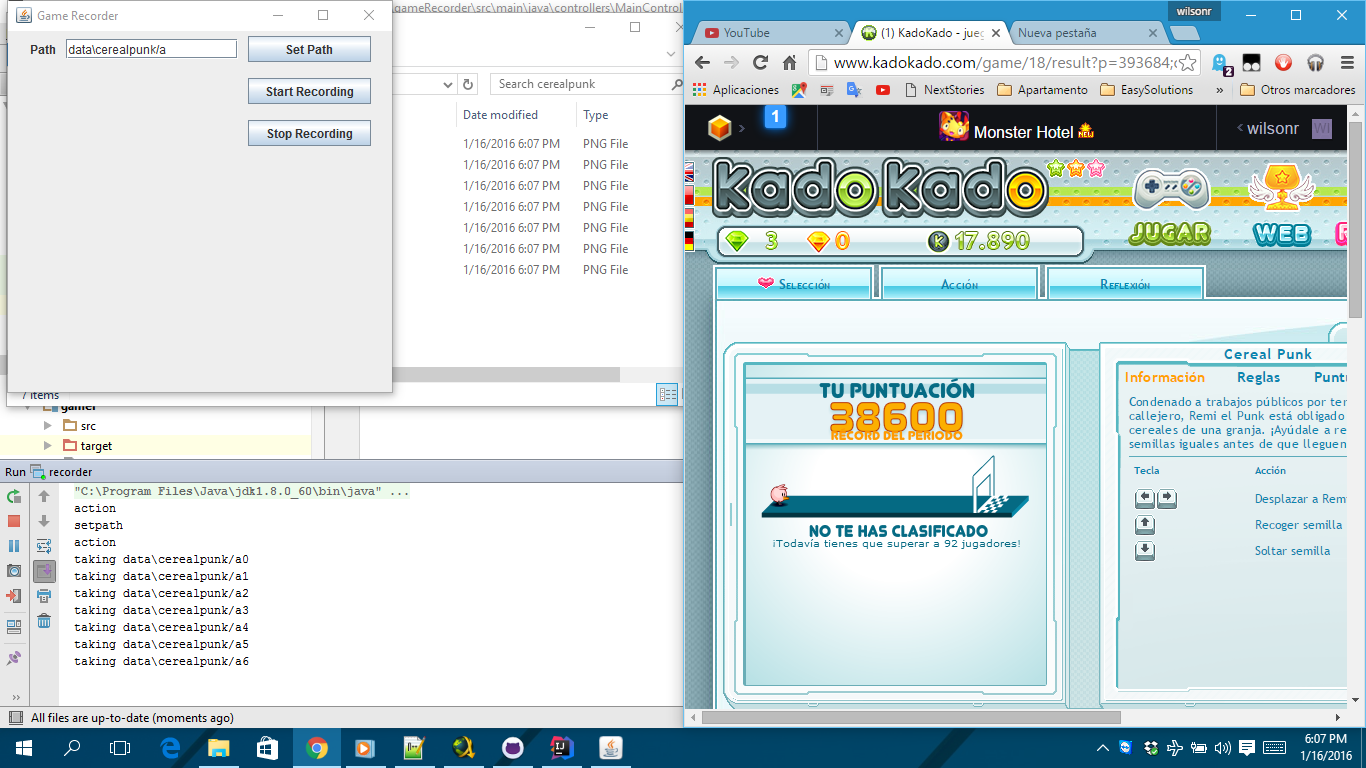 Game Recorder
Path data\cerealpunk/a Set Path
Start Recording
Stop Recording
gameRecorder\src\main\java\controllers\MainControl
Search cerealpunk
Date modified Type
1/16/2016 6:07 PM PNG File
1/16/2016 6:07 PM PNG File
1/16/2016 6:07 PM PNG File
1/16/2016 6:07 PM PNG File
1/16/2016 6:07 PM PNG File
1/16/2016 6:07 PM PNG File
1/16/2016 6:07 PM PNG File
7 items
gamer
src
target
Run recorder
"C:\Program Files\Java\jdk1.8.0_60\bin\java" ...
action
setpath
action
taking data\cerealpunk/a0
taking data\cerealpunk/a1
taking data\cerealpunk/a2
taking data\cerealpunk/a3
taking data\cerealpunk/a4
taking data\cerealpunk/a5
taking data\cerealpunk/a6
All files are up-to-date (moments ago)
wilsonr
YouTube
(1) KadoKado - jueg
Nueva pestaña
www.kadokado.com/game/18/result?p=393684;
2
Aplicaciones NextStories Apartamento EasySolutions » Otros marcadores
1 Monster Hotel NEW wilsonr WI
kadokado
JUGAR WEB R
3 0 K 17.890
Selección Acción Reflexión
TU PUNTUACIÓN
38600
RECORD DEL PERIODO
NO TE HAS CLASIFICADO
¡Todavía tienes que superar a 92 jugadores!
Cereal Punk
Información Reglas Puntu
Condenado a trabajos públicos por ter
callejero, Remi el Punk está obligado
cereales de una granja. ¡Ayúdale a re
semillas iguales antes de que lleguen
Tecla Acción
Desplazar a Rem
Recoger semilla
Soltar semilla
6:07 PM
1/16/2016